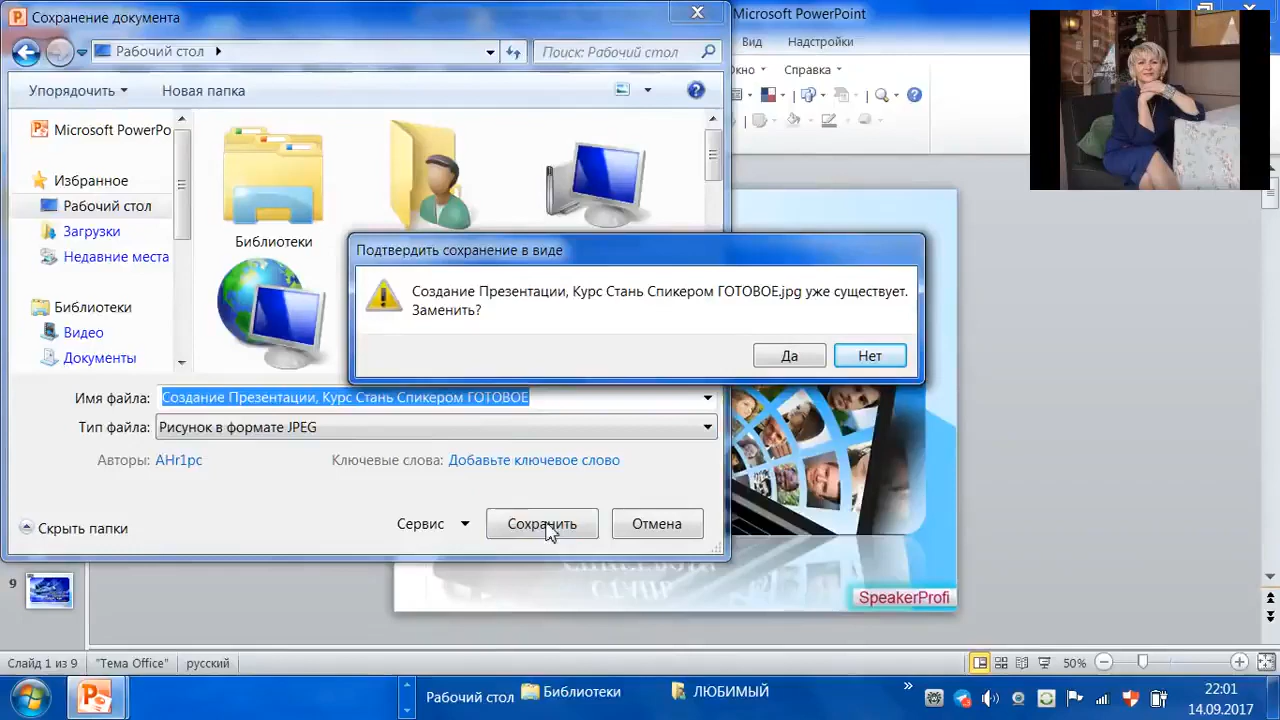 Сохранение документа
Microsoft PowerPoint
Рабочий стол
Поиск: Рабочий стол
Вид
Надстройки
Упорядочить
Новая папка
Окно
Справка
Microsoft PowerPo
Избранное
Рабочий стол
Загрузки
Недавние места
Библиотеки
Видео
Документы
Библиотеки
Подтвердить сохранение в виде
Создание Презентации, Курс Стань Спикером ГОТОВОЕ.jpg уже существует.
Заменить?
Да
Нет
Имя файла:
Создание Презентации, Курс Стань Спикером ГОТОВОЕ
Тип файла:
Рисунок в формате JPEG
Авторы:
AHr1pc
Ключевые слова:
Добавьте ключевое слово
Скрыть папки
Сервис
Сохранить
Отмена
9
SpeakerProfi
Слайд 1 из 9
"Тема Office"
русский
50%
Рабочий стол
Библиотеки
ЛЮБИМЫЙ
22:01
14.09.2017